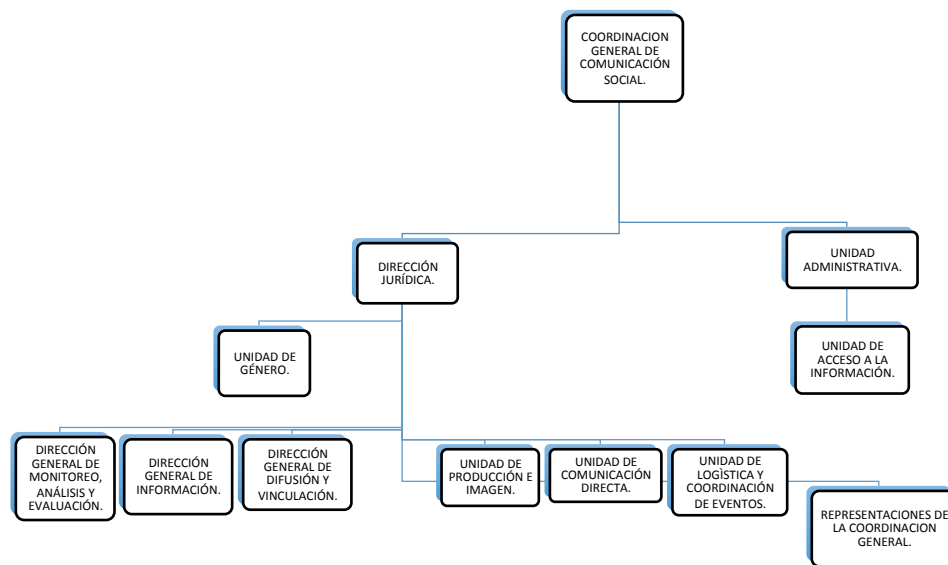 COORDINACION
GENERAL DE
COMUNICACIÓN
SOCIAL.
DIRECCIÓN
JURÍDICA.
UNIDAD
ADMINISTRATIVA.
UNIDAD DE
GÉNERO.
UNIDAD DE
ACCESO A LA
INFORMACIÓN.
DIRECCIÓN
GENERAL DE
MONITOREO,
ANÁLISIS Y
EVALUACIÓN.
DIRECCIÓN
GENERAL DE
INFORMACIÓN.
DIRECCIÓN
GENERAL DE
DIFUSIÓN Y
VINCULACIÓN.
UNIDAD DE
PRODUCCIÓN E
IMAGEN.
UNIDAD DE
COMUNICACIÓN
DIRECTA.
UNIDAD DE
LOGÌSTICA Y
COORDINACIÓN
DE EVENTOS.
REPRESENTACIONES DE
LA COORDINACION
GENERAL.